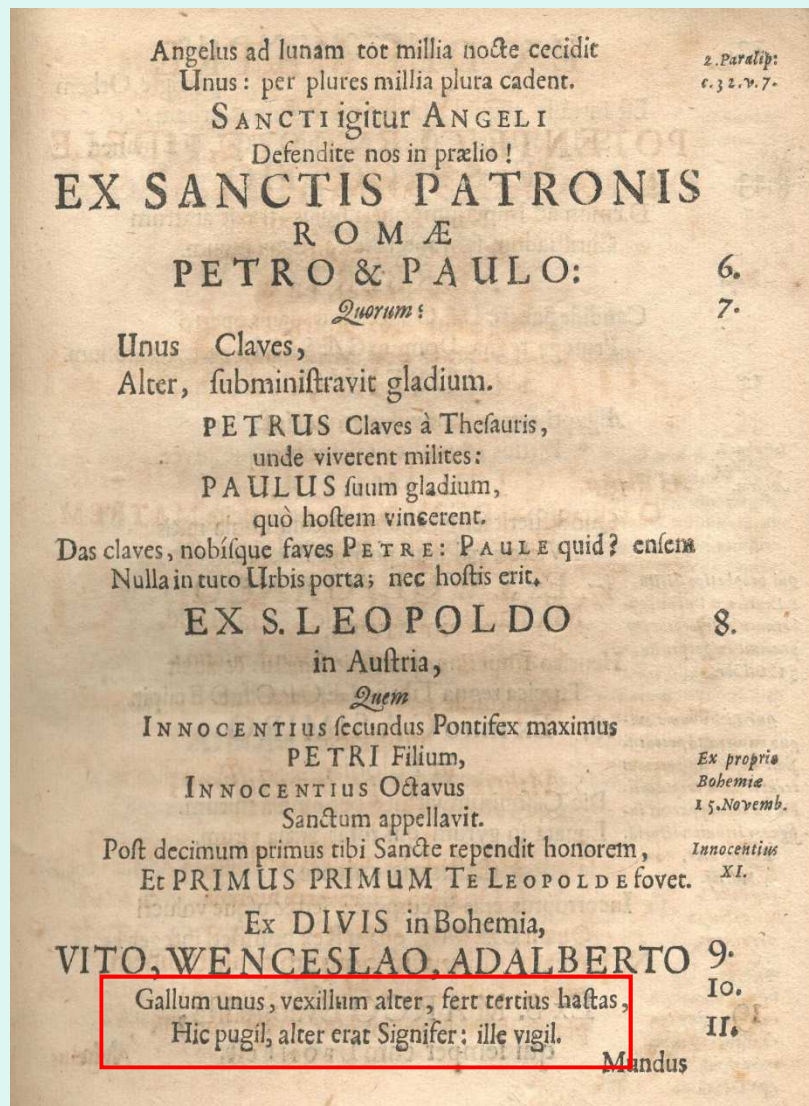 Angelus ad lunam tot millia nocte cecidit
2.Paralip:
Unus: per plures millia plura cadent.
c.32.v.7.
SANCTI igitur ANGELI
Defendite nos in prælio!
EX SANCTIS PATRONIS
ROMÆ
PETRO & PAULO: 6.
Quorum: 7.
Unus Claves,
Alter, ſubminiſtravit gladium.
PETRUS Claves à Theſauris,
unde viverent milites:
PAULUS ſuum gladium,
quò hoſtem vincerent.
Das claves, nobíſque faves PETRE: PAULE quid? enſem
Nulla in tuto Urbis porta; nec hoſtis erit.
EX S. LEOPOLDO 8.
in Auſtria,
Quem
INNOCENTIUS ſecundus Pontifex maximus
PETRI Filium,
Ex proprio
INNOCENTIUS Octavus
Bohemiæ
Sanctum appellavit.
15.Novemb.
Poſt decimum primus tibi Sancte rependit honorem,
Innocentius
Et PRIMUS PRIMUM TE LEOPOLDE fovet.
XI.
Ex DIVIS in Bohemia,
VITO, WENCESLAO, ADALBERTO 9.
Gallum unus, vexillum alter, fert tertius haſtas, 10.
Hic pugil, alter erat Signifer: ille vigil. 11.
Mundus